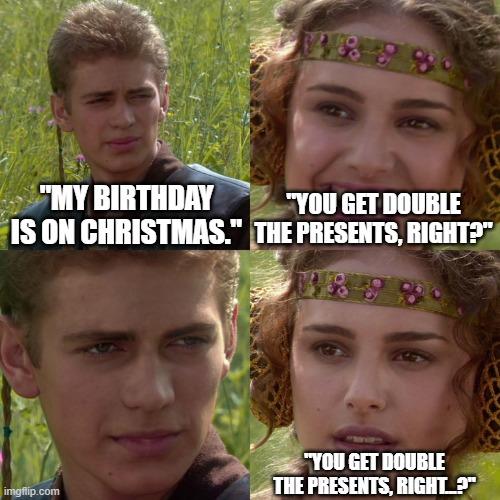 "MY BIRTHDAY
IS ON CHRISTMAS."
"YOU GET DOUBLE
THE PRESENTS, RIGHT?"
"YOU GET DOUBLE
THE PRESENTS, RIGHT...?"
imgflip.com